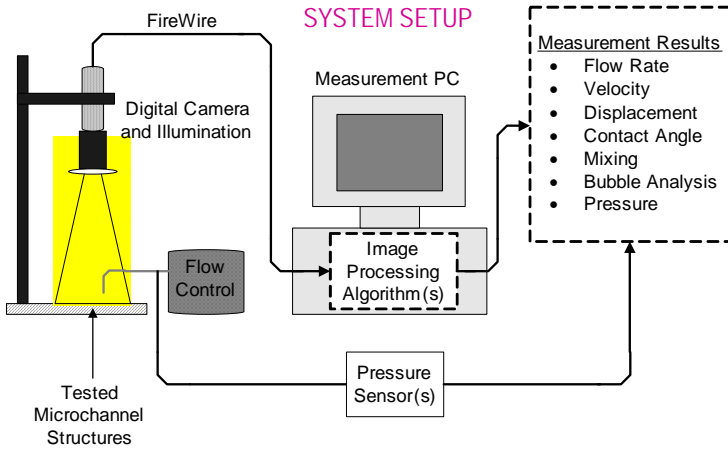 SYSTEM SETUP
FireWire
Digital Camera
and Illumination
Measurement PC
Measurement Results
• Flow Rate
• Velocity
• Displacement
• Contact Angle
• Mixing
• Bubble Analysis
• Pressure
Flow
Control
Image
Processing
Algorithm(s)
Tested
Microchannel
Structures
Pressure
Sensor(s)